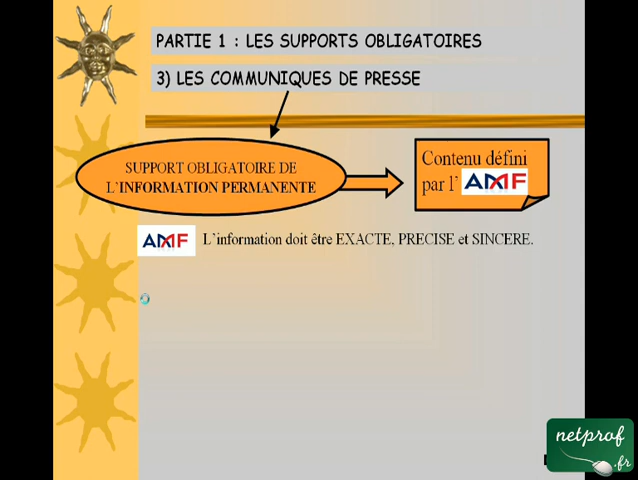 PARTIE 1 : LES SUPPORTS OBLIGATOIRES
3) LES COMMUNIQUES DE PRESSE
SUPPORT OBLIGATOIRE DE
L'INFORMATION PERMANENTE
Contenu défini
par l' AMF
AMF L'information doit être EXACTE, PRECISE et SINCERE.
netprof
.fr